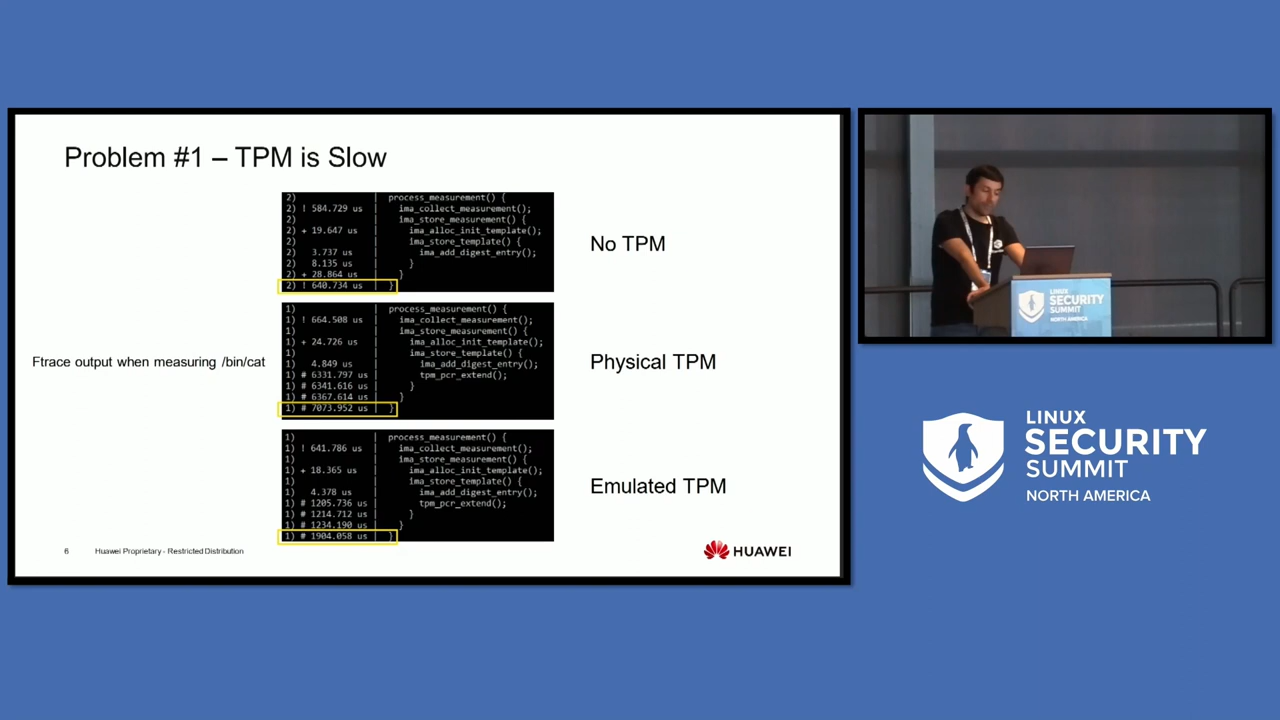 Problem #1 – TPM is Slow
2) | process_measurement() {
2) ! 584.729 us | ima_collect_measurement();
2) | ima_store_measurement() {
2) + 19.647 us | ima_alloc_init_template();
2) | ima_store_template() {
2) 3.737 us | ima_add_digest_entry();
2) 8.135 us | }
2) + 28.864 us | }
2) ! 640.734 us | }
No TPM
1) | process_measurement() {
1) ! 664.508 us | ima_collect_measurement();
1) | ima_store_measurement() {
1) + 24.726 us | ima_alloc_init_template();
1) | ima_store_template() {
1) 4.849 us | ima_add_digest_entry();
1) # 6331.797 us | tpm_pcr_extend();
1) # 6341.616 us | }
1) # 6367.614 us | }
1) # 7073.952 us | }
Ftrace output when measuring /bin/cat
Physical TPM
1) | process_measurement() {
1) ! 641.786 us | ima_collect_measurement();
1) | ima_store_measurement() {
1) + 18.365 us | ima_alloc_init_template();
1) | ima_store_template() {
1) 4.378 us | ima_add_digest_entry();
1) # 1205.736 us | tpm_pcr_extend();
1) # 1214.712 us | }
1) # 1234.190 us | }
1) # 1904.058 us | }
Emulated TPM
6 Huawei Proprietary - Restricted Distribution
HUAWEI
LINUX
SECURITY
SUMMIT
NORTH AMERICA
LINUX
SECURITY
SUMMIT
NORTH AMERICA